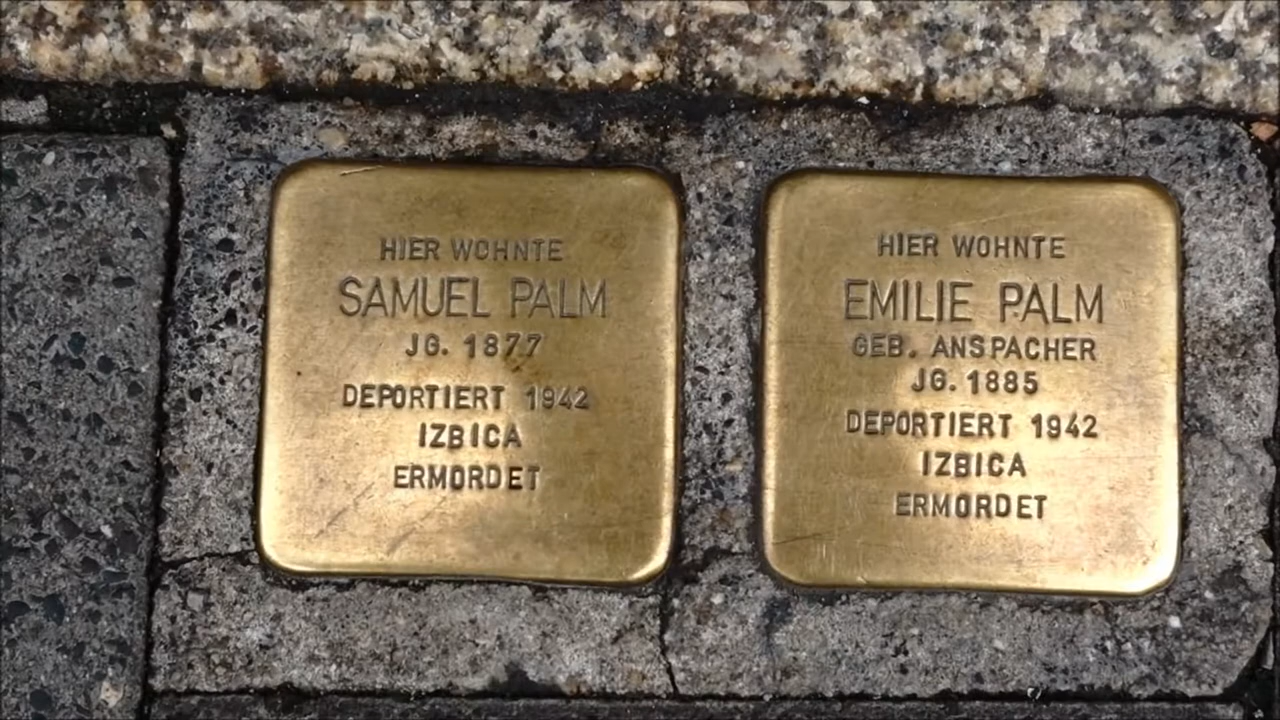 HIER WOHNTE
SAMUEL PALM
JG. 1877
DEPORTIERT 1942
IZBICA
ERMORDET
HIER WOHNTE
EMILIE PALM
GEB. ANSPACHER
JG. 1885
DEPORTIERT 1942
IZBICA
ERMORDET